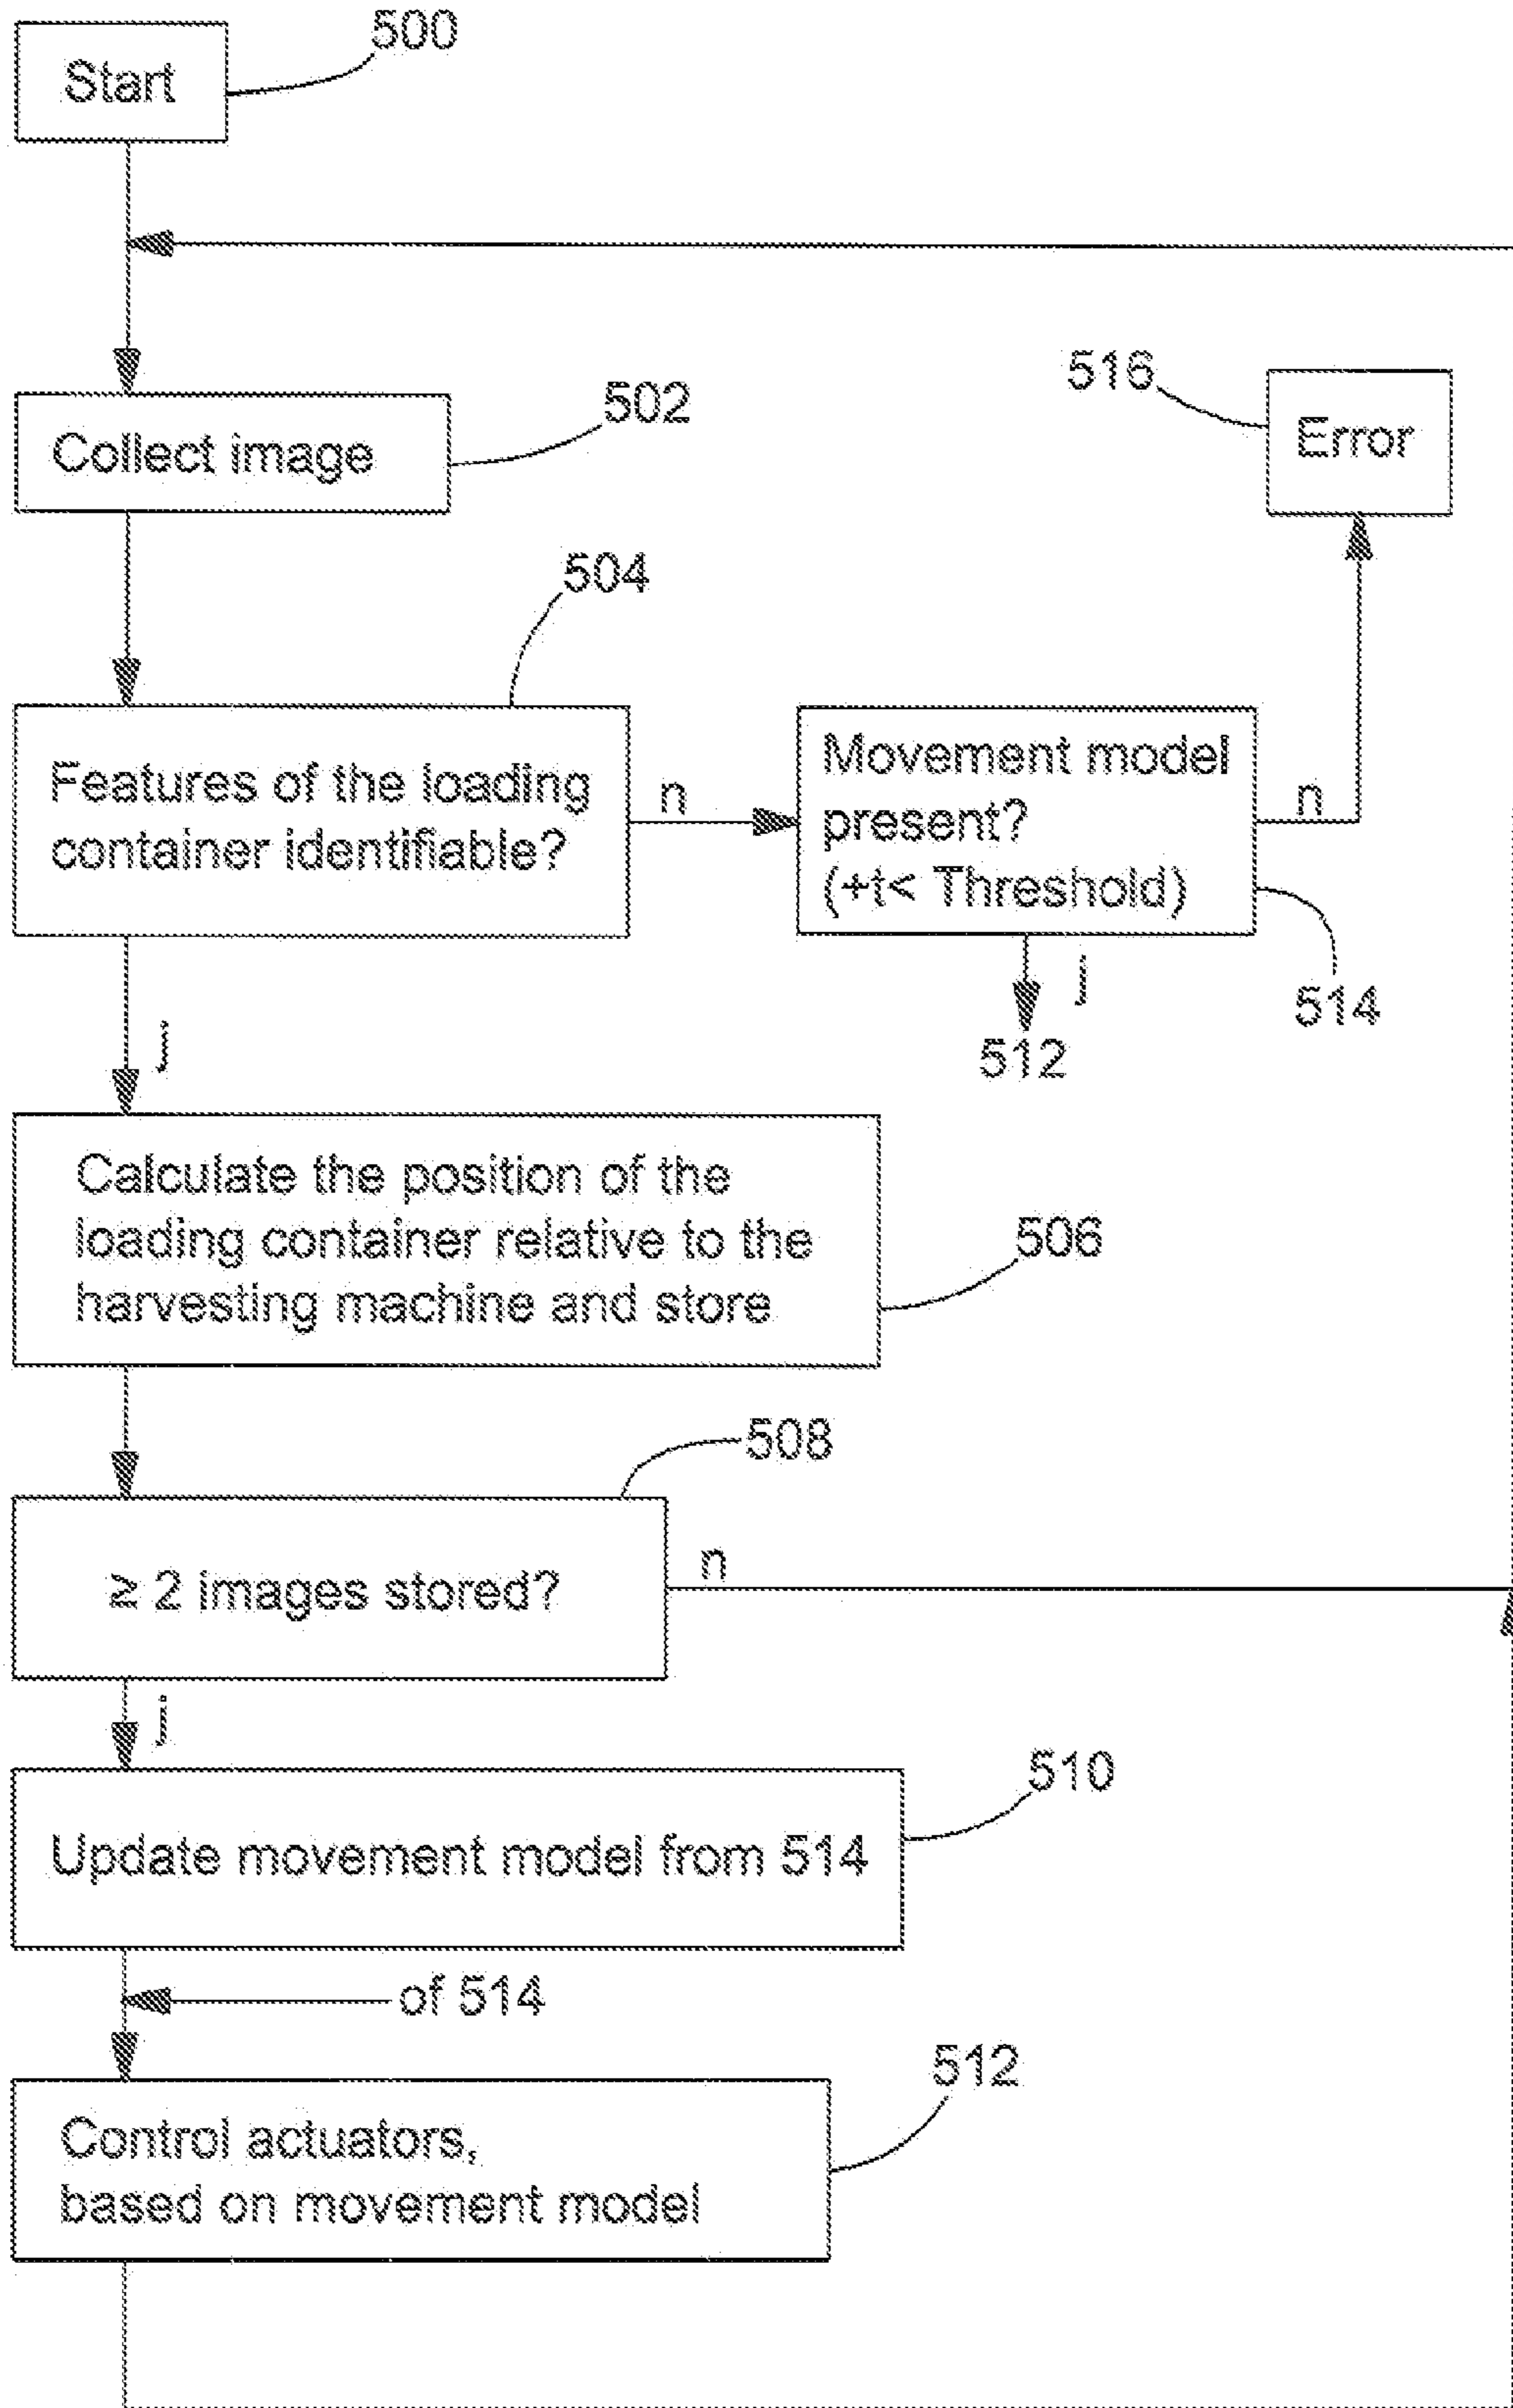 500
Start
502
Collect image
516
Error
504
Features of the loading
container identifiable?
n
Movement model
present?
(+t< Threshold)
n
514
j
512
j
Calculate the position of the
loading container relative to the
harvesting machine and store
506
508
≥ 2 images stored?
n
j
510
Update movement model from 514
of 514
512
Control actuators,
based on movement model